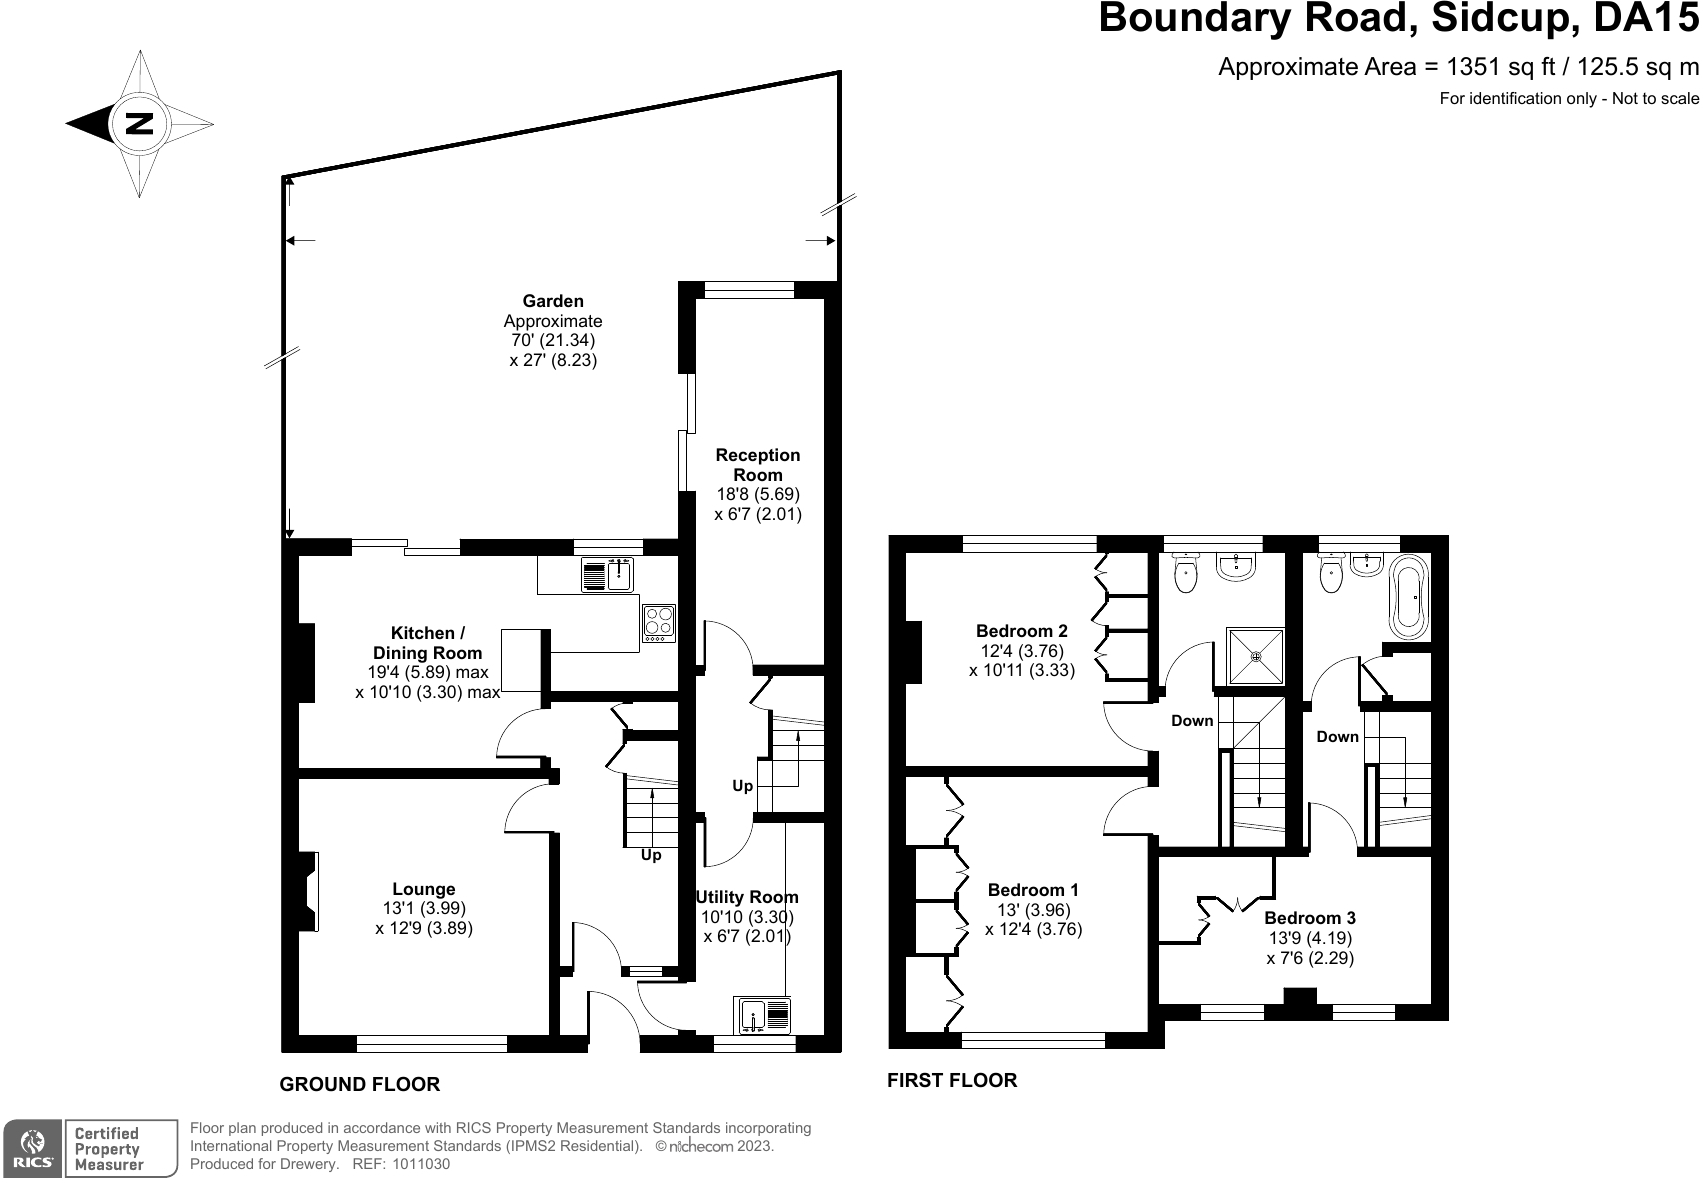 Boundary Road, Sidcup, DA15
Approximate Area = 1351 sq ft / 125.5 sq m
For identification only - Not to scale
N
Garden
Approximate
70' (21.34)
x 27' (8.23)
Reception
Room
18'8 (5.69)
x 6'7 (2.01)
Kitchen /
Dining Room
19'4 (5.89) max
x 10'10 (3.30) max
Up
Up
Lounge
13'1 (3.99)
x 12'9 (3.89)
Utility Room
10'10 (3.30)
x 6'7 (2.01)
GROUND FLOOR
Bedroom 2
12'4 (3.76)
x 10'11 (3.33)
Down
Down
Bedroom 1
13' (3.96)
x 12'4 (3.76)
Bedroom 3
13'9 (4.19)
x 7'6 (2.29)
FIRST FLOOR
RICS
Certified
Property
Measurer
Floor plan produced in accordance with RICS Property Measurement Standards incorporating
International Property Measurement Standards (IPMS2 Residential). © nichecom 2023.
Produced for Drewery. REF: 1011030